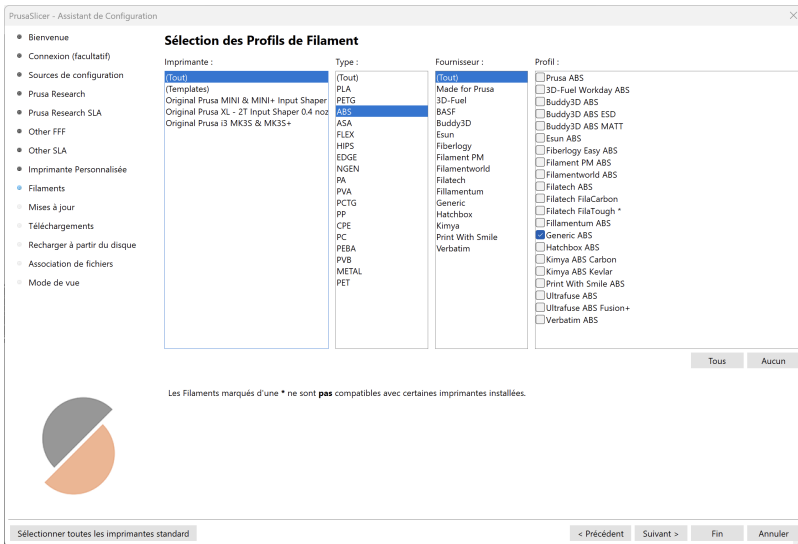 PrusaSlicer - Assistant de Configuration
Bienvenue
Connexion (facultatif)
Sources de configuration
Prusa Research
Prusa Research SLA
Other FFF
Other SLA
Imprimante Personnalisée
Filaments
Mises à jour
Téléchargements
Recharger à partir du disque
Association de fichiers
Mode de vue
Sélection des Profils de Filament
Imprimante :
(Tout)
(Templates)
Original Prusa MINI & MINI+ Input Shaper
Original Prusa XL - 2T Input Shaper 0.4 noz
Original Prusa i3 MK3S & MK3S+
Type :
(Tout)
PLA
PETG
ABS
ASA
FLEX
HIPS
EDGE
NGEN
PA
PVA
PCTG
PP
CPE
PC
PEBA
PVB
METAL
PET
Fournisseur :
(Tout)
Made for Prusa
3D-Fuel
BASF
Buddy3D
Esun
Fiberlogy
Filament PM
Filamentworld
Filatech
Fillamentum
Generic
Hatchbox
Kimya
Print With Smile
Verbatim
Profil :
Prusa ABS
3D-Fuel Workday ABS
Buddy3D ABS
Buddy3D ABS ESD
Buddy3D ABS MATT
Esun ABS
Fiberlogy Easy ABS
Filament PM ABS
Filamentworld ABS
Filatech ABS
Filatech FilaCarbon
Filatech FilaTough *
Fillamentum ABS
Generic ABS
Hatchbox ABS
Kimya ABS Carbon
Kimya ABS Kevlar
Print With Smile ABS
Ultrafuse ABS
Ultrafuse ABS Fusion+
Verbatim ABS
Tous Aucun
Les Filaments marqués d'une * ne sont pas compatibles avec certaines imprimantes installées.
Sélectionner toutes les imprimantes standard < Précédent Suivant > Fin Annuler